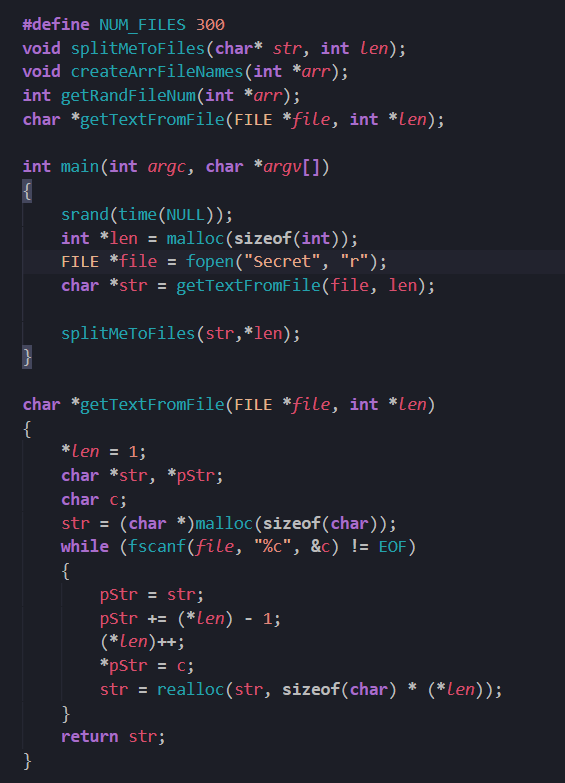 #define NUM_FILES 300
void splitMeToFiles(char* str, int len);
void createArrFileNames(int *arr);
int getRandFileNum(int *arr);
char *getTextFromFile(FILE *file, int *len);

int main(int argc, char *argv[])
{
    srand(time(NULL));
    int *len = malloc(sizeof(int));
    FILE *file = fopen("Secret", "r");
    char *str = getTextFromFile(file, len);

    splitMeToFiles(str,*len);
}

char *getTextFromFile(FILE *file, int *len)
{
    *len = 1;
    char *str, *pStr;
    char c;
    str = (char *)malloc(sizeof(char));
    while (fscanf(file, "%c", &c) != EOF)
    {
        pStr = str;
        pStr += (*len) - 1;
        (*len)++;
        *pStr = c;
        str = realloc(str, sizeof(char) * (*len));
    }
    return str;
}